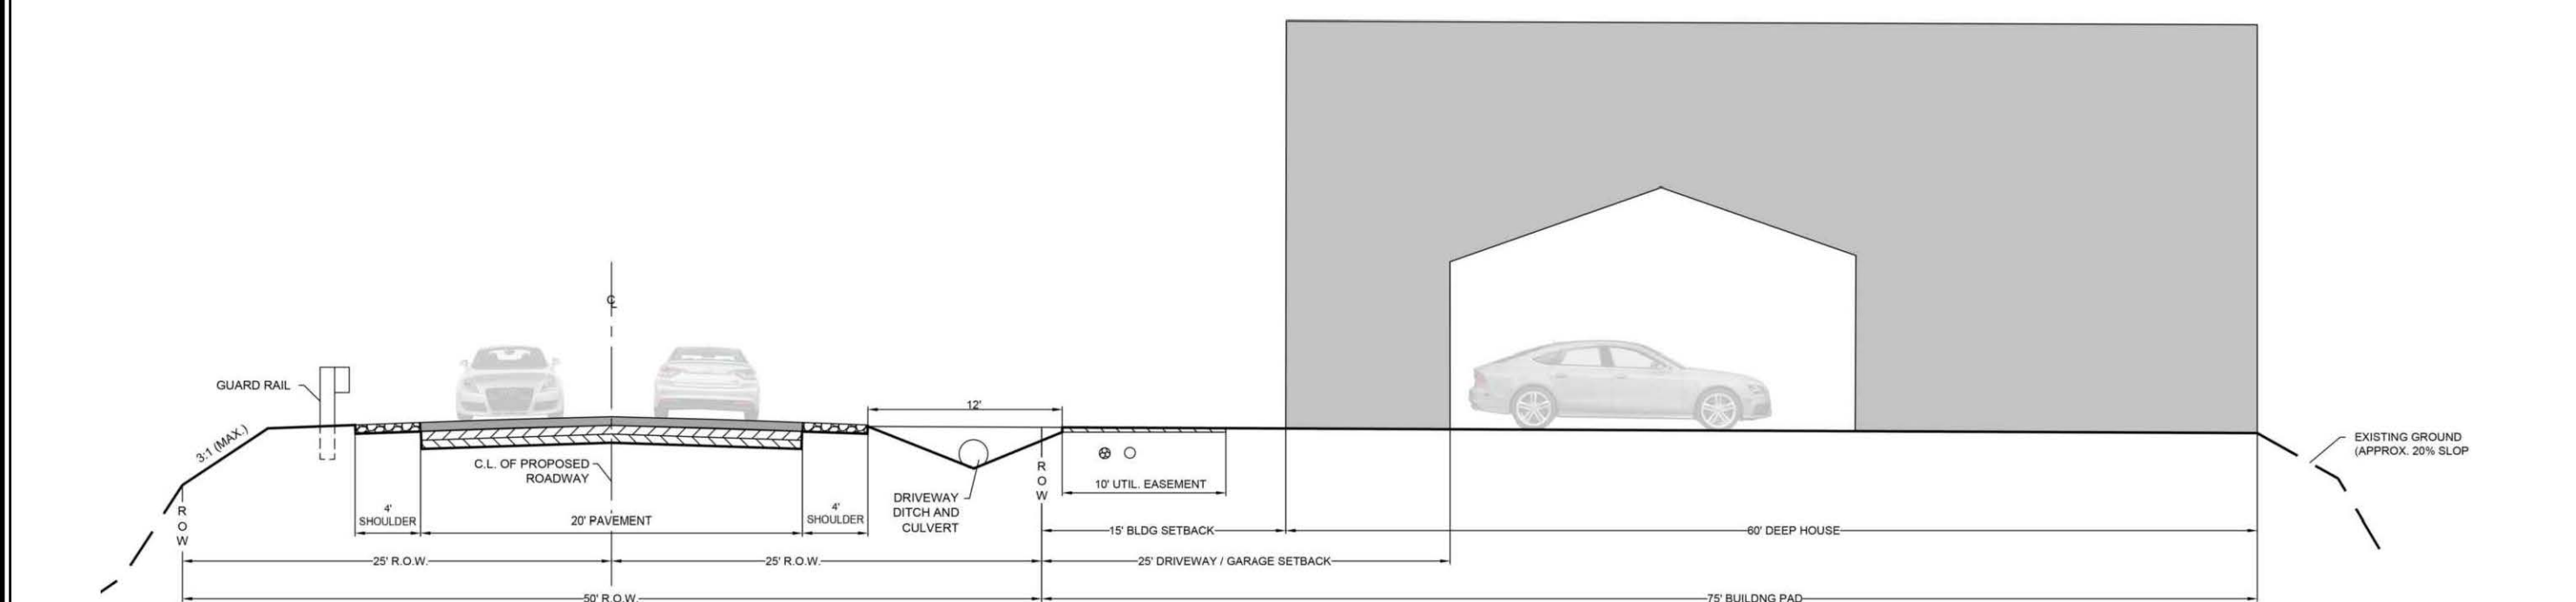 ℄
GUARD RAIL
3:1 (MAX.)
12'
C.L. OF PROPOSED
ROADWAY
DRIVEWAY
DITCH AND
CULVERT
ROW
ROW
10' UTIL. EASEMENT
EXISTING GROUND
(APPROX. 20% SLOP
4'
SHOULDER
20' PAVEMENT
4'
SHOULDER
15' BLDG SETBACK
60' DEEP HOUSE
25' R.O.W.
25' R.O.W.
25' DRIVEWAY / GARAGE SETBACK
50' R.O.W.
75' BUILDNG PAD